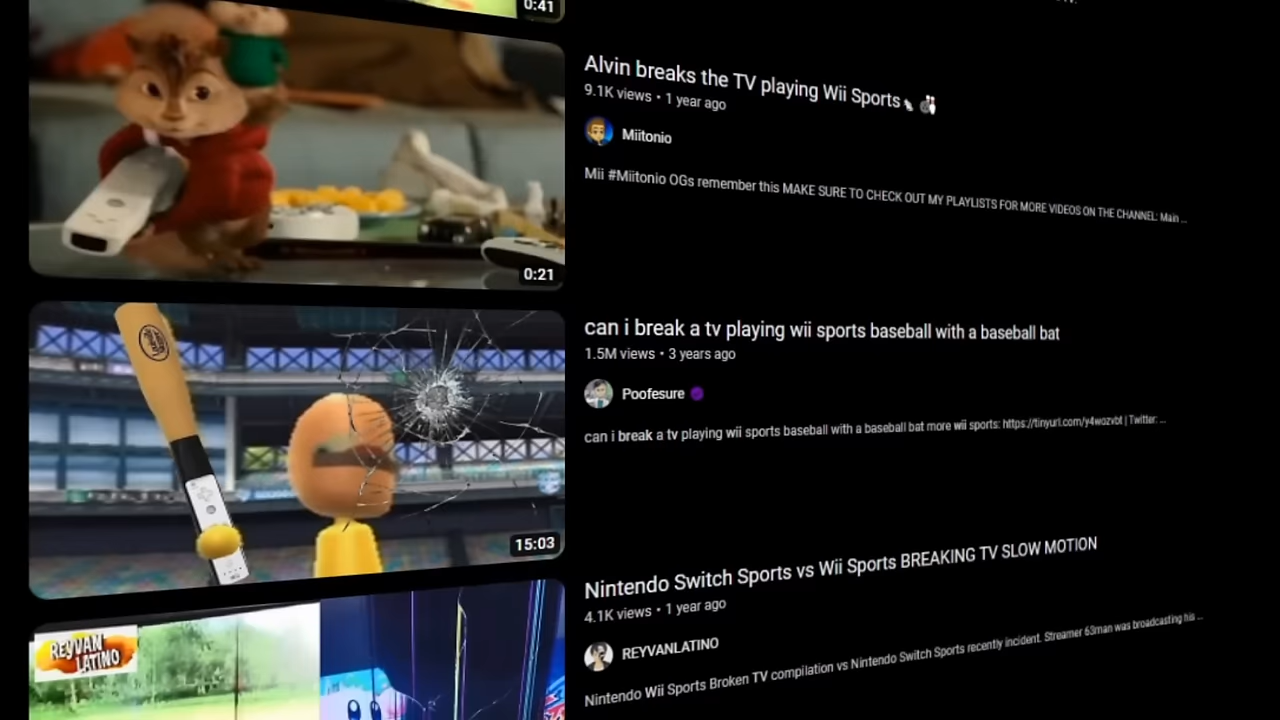 0:41
Alvin breaks the TV playing Wii Sports
9.1K views • 1 year ago
Miitonio
Mii #Miitonio OGs remember this MAKE SURE TO CHECK OUT MY PLAYLISTS FOR MORE VIDEOS ON THE CHANNEL: Main ...
0:21
can i break a tv playing wii sports baseball with a baseball bat
1.5M views • 3 years ago
Poofesure
can i break a tv playing wii sports baseball with a baseball bat more wii sports: https://tinyurl.com/y4wozvbt | Twitter: ...
15:03
Nintendo Switch Sports vs Wii Sports BREAKING TV SLOW MOTION
4.1K views • 1 year ago
REYVANLATINO
Nintendo Wii Sports Broken TV compilation vs Nintendo Switch Sports recently incident. Streamer 63man was broadcasting his ...
REYVAN
LATINO